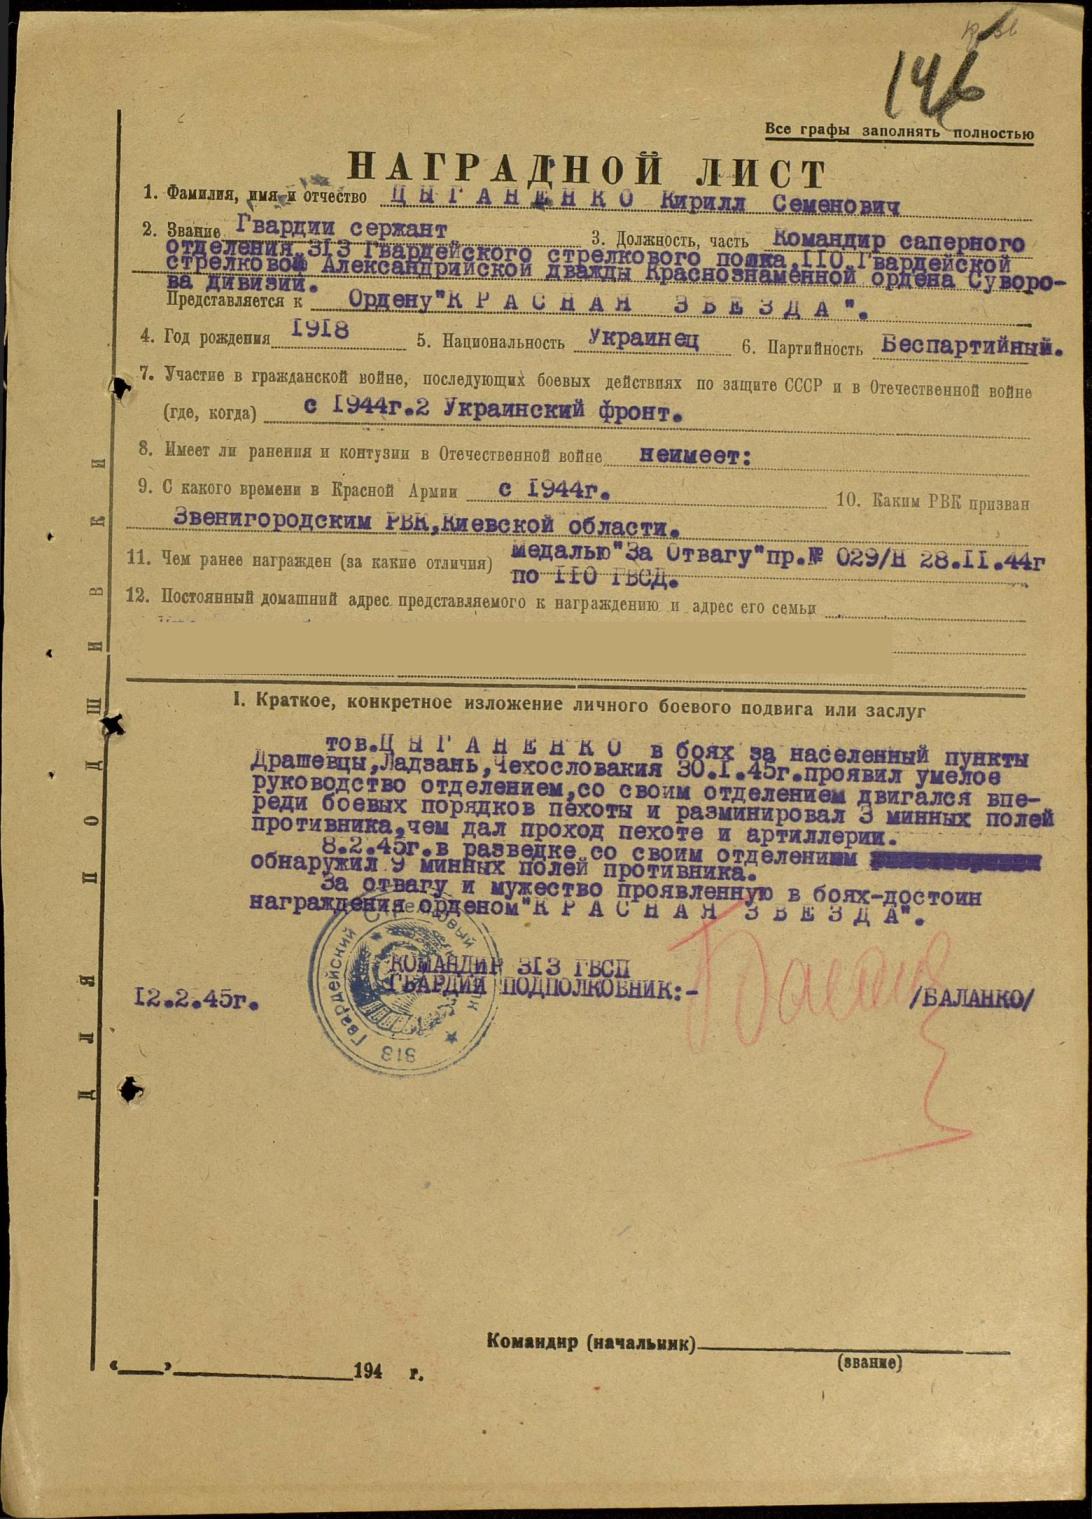 146
Все графы заполнять полностью
НАГРАДНОЙ ЛИСТ
1. Фамилия, имя и отчество ЦЫГАНЕНКО Кирилл Семенович
2. Звание Гвардии сержант 3. Должность, часть Командир саперного
отделения 313 Гвардейского стрелкового полка, 110 Гвардейской
стрелковой Александрийской дважды Краснознаменной ордена Суворо-
ва дивизии.
Представляется к Ордену"КРАСНАЯ ЗВЕЗДА".
4. Год рождения 1918 5. Национальность Украинец 6. Партийность Беспартийный.
7. Участие в гражданской войне, последующих боевых действиях по защите СССР и в Отечественной войне
(где, когда) с 1944г.2 Украинский фронт.
8. Имеет ли ранения и контузии в Отечественной войне неимеет:
9. С какого времени в Красной Армии с 1944г. 10. Каким РВК призван
Звенигородским РВК,Киевской области.
11. Чем ранее награжден (за какие отличия) медалью"За Отвагу"пр.№ 029/Н 28.II.44г
по 110 ГВСД.
12. Постоянный домашний адрес представляемого к награждению и адрес его семьи
ДЛЯ ПОДШИВКИ
I. Краткое, конкретное изложение личного боевого подвига или заслуг
тов.ЦЫГАНЕНКО в боях за населенный пункты
Драшевцы,Ладзань,Чехословакия 30.I.45г.проявил умелое
руководство отделением,со своим отделением двигался впе-
реди боевых порядков пехоты и разминировал 3 минных полей
противника,чем дал проход пехоте и артиллерии.
8.2.45г.в разведке со своим отделениям
обнаружил 9 минных полей противника.
За отвагу и мужество проявленную в боях-достоин
награждения орденом"КРАСНАЯ ЗВЕЗДА".
КОМАНДИР 313 ГВСП
12.2.45г. ГВАРДИИ ПОДПОЛКОВНИК:- /БАЛАНКО/
313 Гвардейский Стрелковый полк
Командир (начальник)
(звание)
« » 194 г.